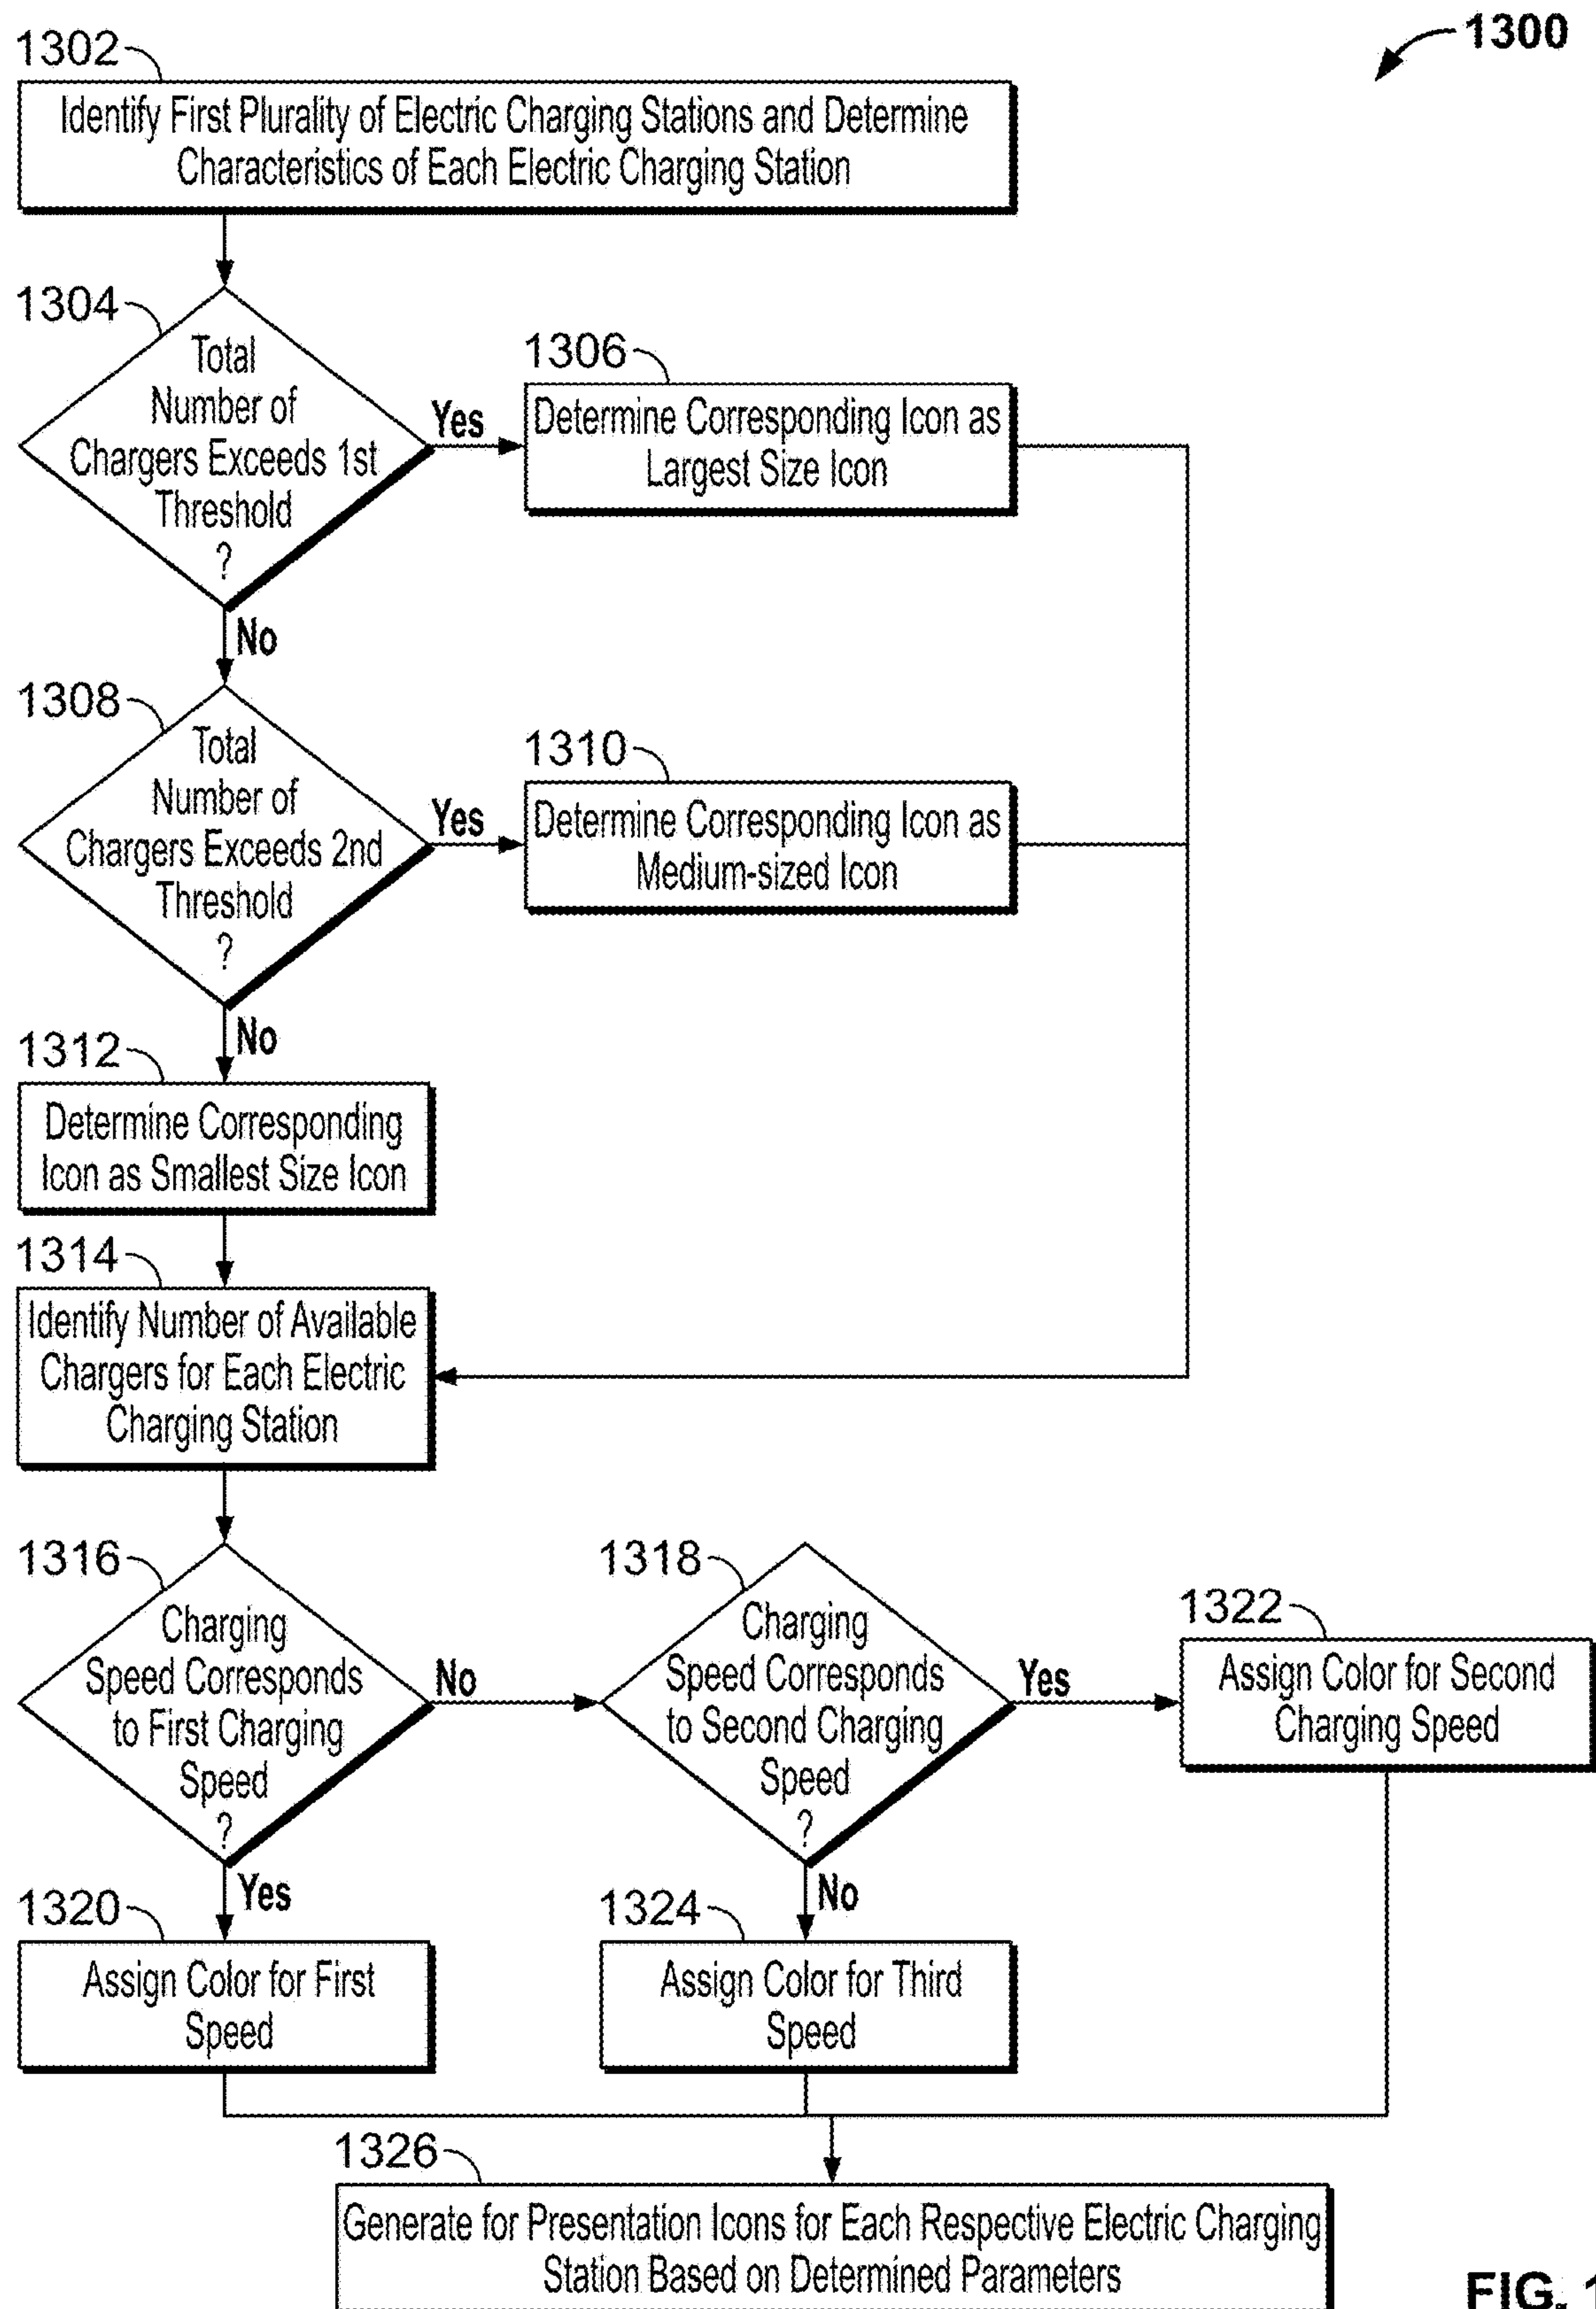 1300
1302
Identify First Plurality of Electric Charging Stations and Determine
Characteristics of Each Electric Charging Station
1304
Total
Number of
Chargers Exceeds 1st
Threshold
?
Yes
No
1306
Determine Corresponding Icon as
Largest Size Icon
1308
Total
Number of
Chargers Exceeds 2nd
Threshold
?
Yes
No
1310
Determine Corresponding Icon as
Medium-sized Icon
1312
Determine Corresponding
Icon as Smallest Size Icon
1314
Identify Number of Available
Chargers for Each Electric
Charging Station
1316
Charging
Speed Corresponds
to First Charging
Speed
?
No
Yes
1318
Charging
Speed Corresponds
to Second Charging
Speed
?
Yes
No
1322
Assign Color for Second
Charging Speed
1320
Assign Color for First
Speed
1324
Assign Color for Third
Speed
1326
Generate for Presentation Icons for Each Respective Electric Charging
Station Based on Determined Parameters
FIG.